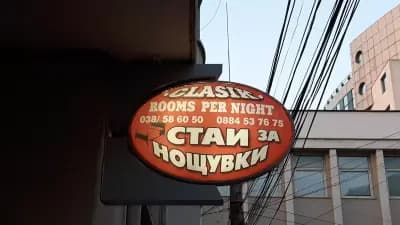 CLASIK
ROOMS PER NIGHT
038/ 58 60 50 0884 53 76 75
СТАИ ЗА
НОЩУВКИ